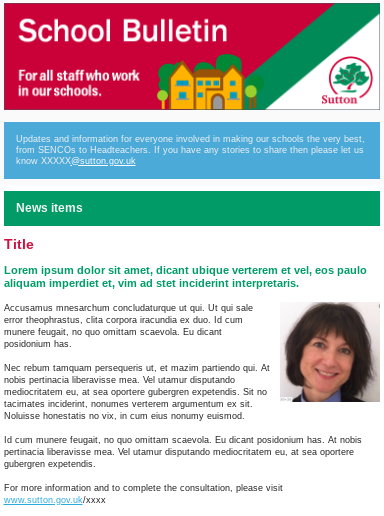 School Bulletin
For all staff who work
in our schools.
Sutton
Updates and information for everyone involved in making our schools the very best,
from SENCOs to Headteachers. If you have any stories to share then please let us
know XXXXX@sutton.gov.uk
News items
Title
Lorem ipsum dolor sit amet, dicant ubique verterem et vel, eos paulo
aliquam imperdiet et, vim ad stet inciderint interpretaris.
Accusamus mnesarchum concludaturque ut qui. Ut qui sale
error theophrastus, clita corpora iracundia ex duo. Id cum
munere feugait, no quo omittam scaevola. Eu dicant
posidonium has.
Nec rebum tamquam persequeris ut, et mazim partiendo qui. At
nobis pertinacia liberavisse mea. Vel utamur disputando
mediocritatem eu, at sea oportere gubergren expetendis. Sit no
tacimates inciderint, nonumes verterem argumentum ex sit.
Noluisse honestatis no vix, in cum eius nonumy euismod.
Id cum munere feugait, no quo omittam scaevola. Eu dicant posidonium has. At nobis
pertinacia liberavisse mea. Vel utamur disputando mediocritatem eu, at sea oportere
gubergren expetendis.
For more information and to complete the consultation, please visit
www.sutton.gov.uk/xxxx